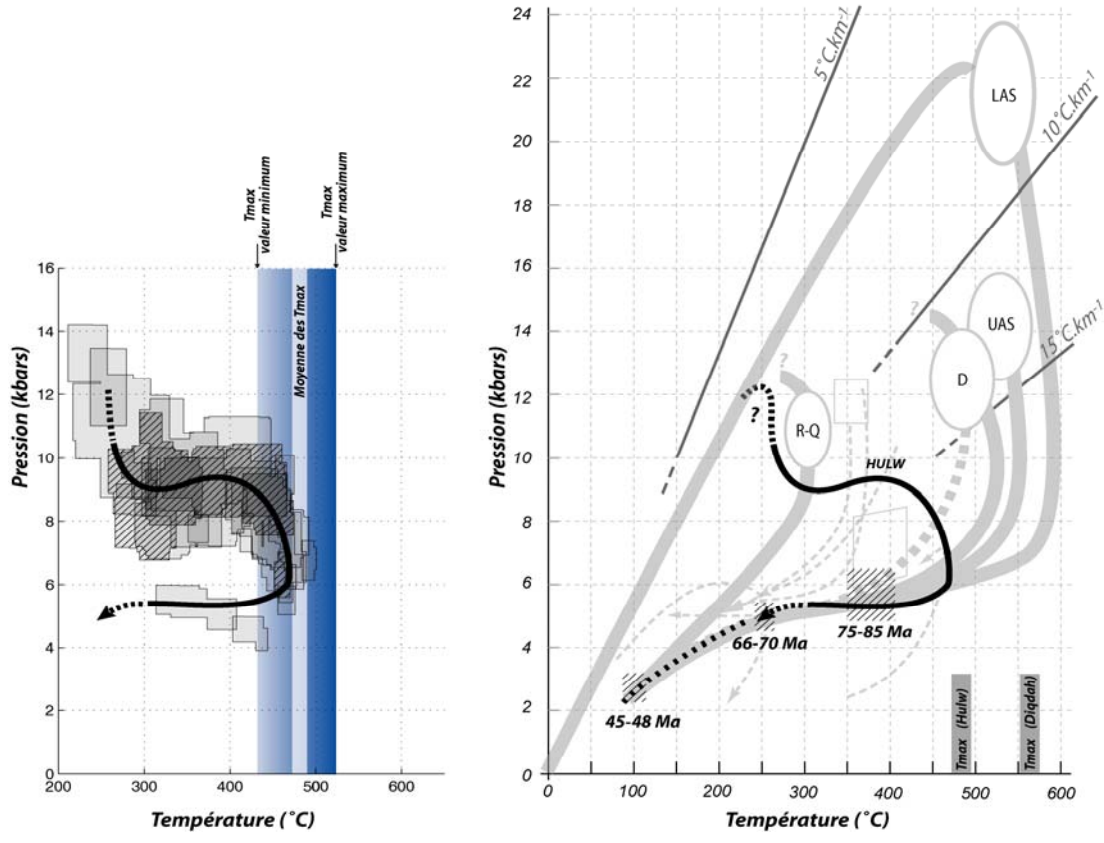 Tmax
valeur minimum
Tmax
valeur maximum
Moyenne des Tmax
Pression (kbars)
16
14
12
10
8
6
4
2
0
200
300
400
500
600
Température (˚C)
Pression (kbars)
24
22
20
18
16
14
12
10
8
6
4
2
0
0
100
200
300
400
500
600
Température (˚C)
5˚C.km-1
10˚C.km-1
15˚C.km-1
LAS
UAS
D
R-Q
?
?
?
HULW
75-85 Ma
66-70 Ma
45-48 Ma
Tmax (Hulw)
Tmax (Diqdah)